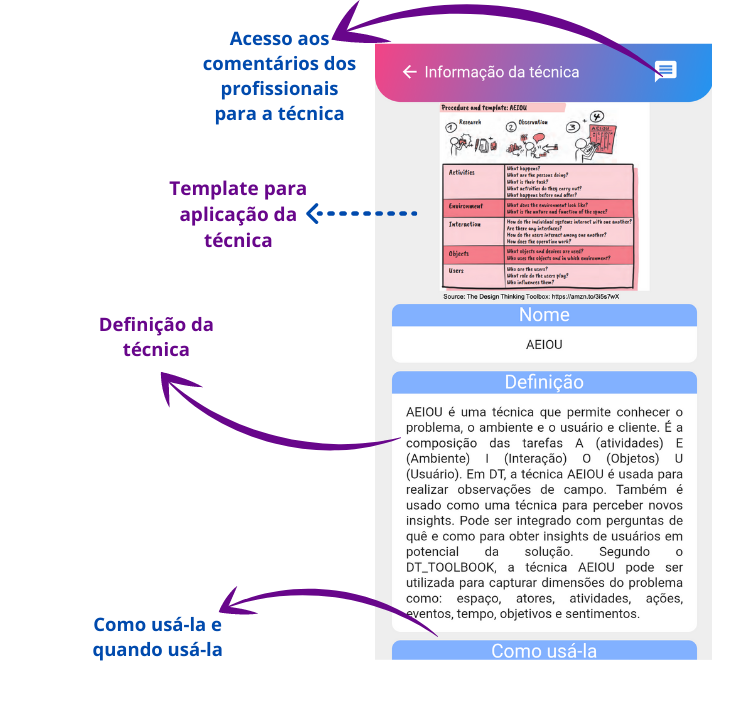 Acesso aos
comentários dos
profissionais
para a técnica
Informação da técnica
Procedure and template: AEIOU
1 Research
2 Observation
3 + 4
AEIOU
Activities
What happens?
What are the persons doing?
What is their task?
What activities do they carry out?
What happens before and after?
Environment
What does the environment look like?
What is the nature and function of the space?
Interaction
How do the individual systems interact with one another?
Are there any interfaces?
How do the users interact among one another?
How does the operation work?
Objects
What objects and devices are used?
Who uses the objects and in which environment?
Users
Who are the users?
What role do the users play?
Who influences them?
Source: The Design Thinking Toolbox: https://amzn.to/3i5s7wX
Template para
aplicação da
técnica
Nome
AEIOU
Definição da
técnica
Definição
AEIOU é uma técnica que permite conhecer o
problema, o ambiente e o usuário e cliente. É a
composição das tarefas A (atividades) E
(Ambiente) I (Interação) O (Objetos) U
(Usuário). Em DT, a técnica AEIOU é usada para
realizar observações de campo. Também é
usado como uma técnica para perceber novos
insights. Pode ser integrado com perguntas de
quê e como para obter insights de usuários em
potencial da solução. Segundo o
DT_TOOLBOOK, a técnica AEIOU pode ser
utilizada para capturar dimensões do problema
como: espaço, atores, atividades, ações,
eventos, tempo, objetivos e sentimentos.
Como usá-la e
quando usá-la
Como usá-la